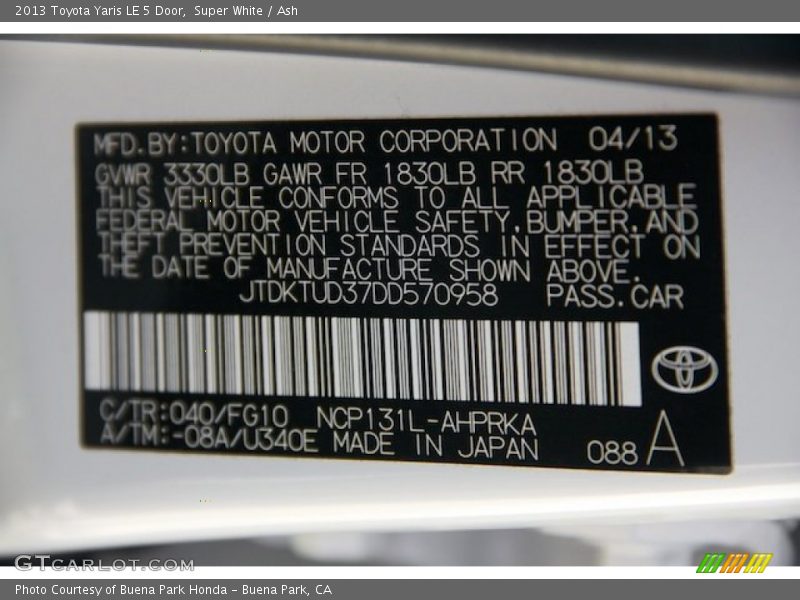 2013 Toyota Yaris LE 5 Door, Super White / Ash
MFD.BY:TOYOTA MOTOR CORPORATION 04/13
GVWR 3330LB GAWR FR 1830LB RR 1830LB
THIS VEHICLE CONFORMS TO ALL APPLICABLE
FEDERAL MOTOR VEHICLE SAFETY,BUMPER,AND
THEFT PREVENTION STANDARDS IN EFFECT ON
THE DATE OF MANUFACTURE SHOWN ABOVE.
JTDKTUD37DD570958 PASS.CAR
C/TR:040/FG10 NCP131L-AHPRKA
A/TM:-08A/U340E MADE IN JAPAN 088 A
GTCARLOT.COM
Photo Courtesy of Buena Park Honda - Buena Park, CA